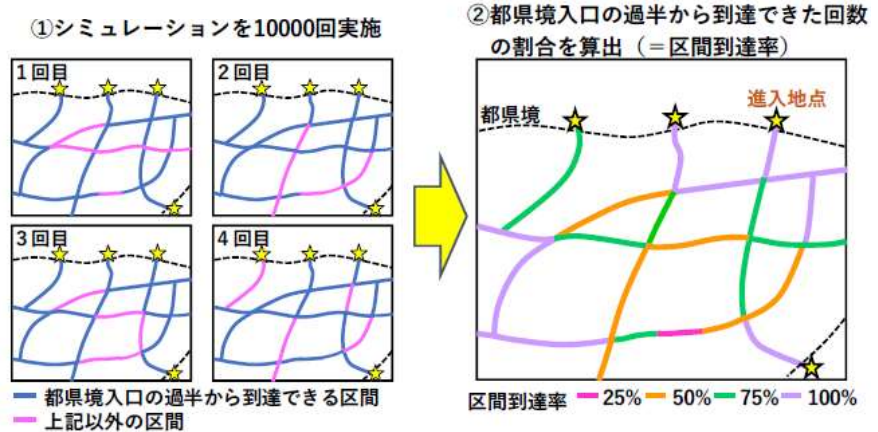 ①シミュレーションを10000回実施
1回目
2回目
3回目
4回目
都県境入口の過半から到達できる区間
上記以外の区間
②都県境入口の過半から到達できた回数
の割合を算出（＝区間到達率）
都県境
進入地点
区間到達率 25% 50% 75% 100%